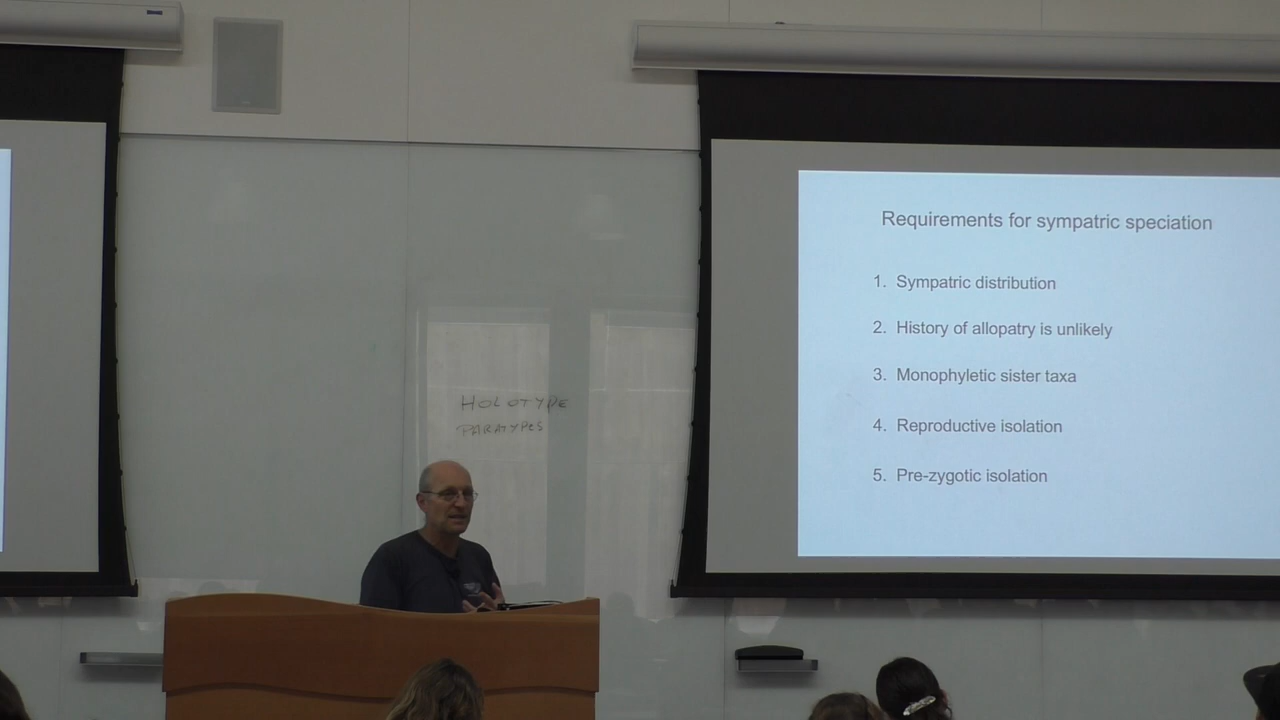 HOLOTYPE
PARATYPES
Requirements for sympatric speciation
1. Sympatric distribution
2. History of allopatry is unlikely
3. Monophyletic sister taxa
4. Reproductive isolation
5. Pre-zygotic isolation